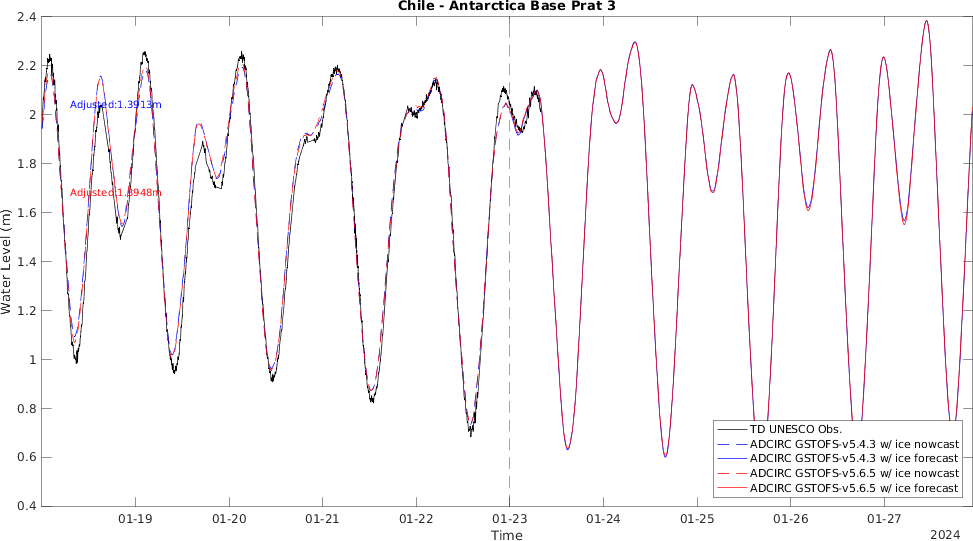 Chile - Antarctica Base Prat 3
2.4
2.2
2
1.8
1.6
1.4
1.2
1
0.8
0.6
0.4
Water Level (m)
Adjusted:1.3913m
Adjusted:1.3948m
TD UNESCO Obs.
ADCIRC GSTOFS-v5.4.3 w/ ice nowcast
ADCIRC GSTOFS-v5.4.3 w/ ice forecast
ADCIRC GSTOFS-v5.6.5 w/ ice nowcast
ADCIRC GSTOFS-v5.6.5 w/ ice forecast
01-19 01-20 01-21 01-22 01-23 01-24 01-25 01-26 01-27
Time
2024